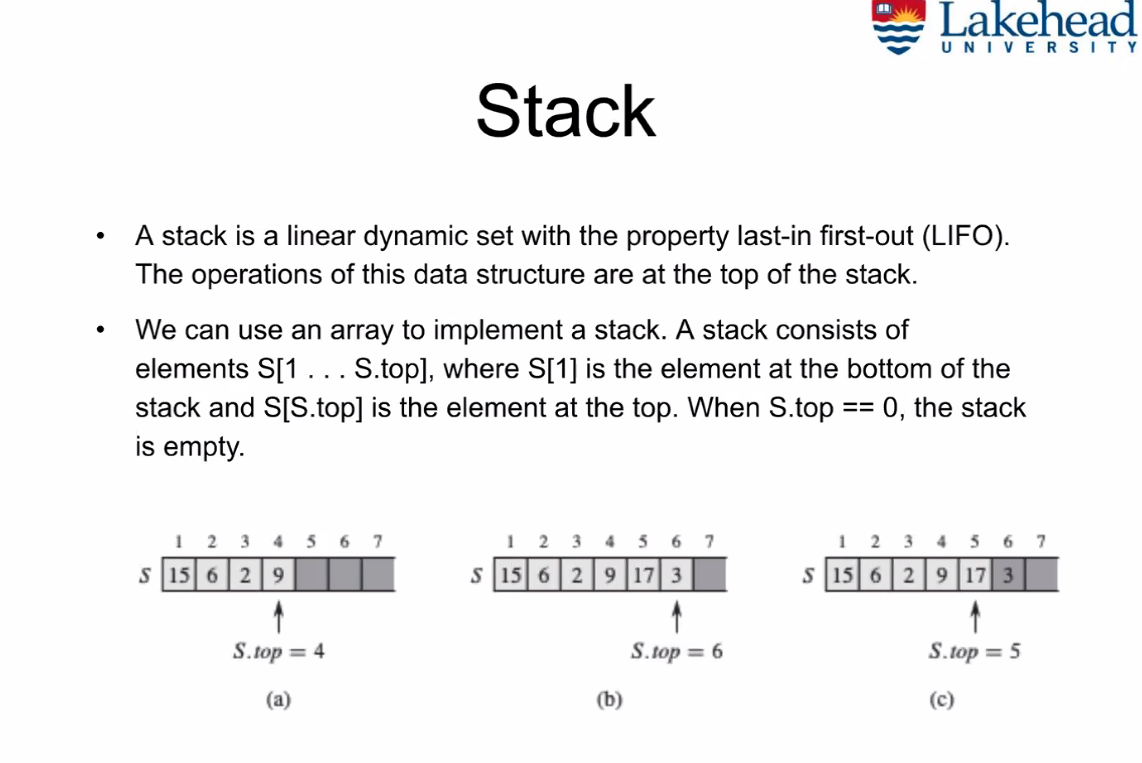 Lakehead
UNIVERSITY
Stack
• A stack is a linear dynamic set with the property last-in first-out (LIFO).
The operations of this data structure are at the top of the stack.
• We can use an array to implement a stack. A stack consists of
elements S[1 . . . S.top], where S[1] is the element at the bottom of the
stack and S[S.top] is the element at the top. When S.top == 0, the stack
is empty.
1 2 3 4 5 6 7
S 15 6 2 9
S.top = 4
(a)
1 2 3 4 5 6 7
S 15 6 2 9 17 3
S.top = 6
(b)
1 2 3 4 5 6 7
S 15 6 2 9 17 3
S.top = 5
(c)